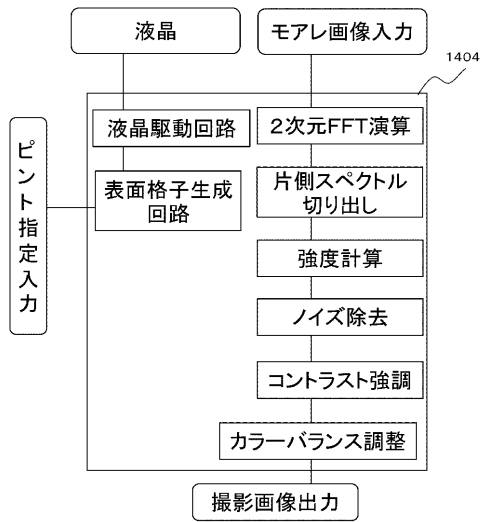 液晶
モアレ画像入力
1404
液晶駆動回路
2次元FFT演算
ピント指定入力
表面格子生成
回路
片側スペクトル
切り出し
強度計算
ノイズ除去
コントラスト強調
カラーバランス調整
撮影画像出力